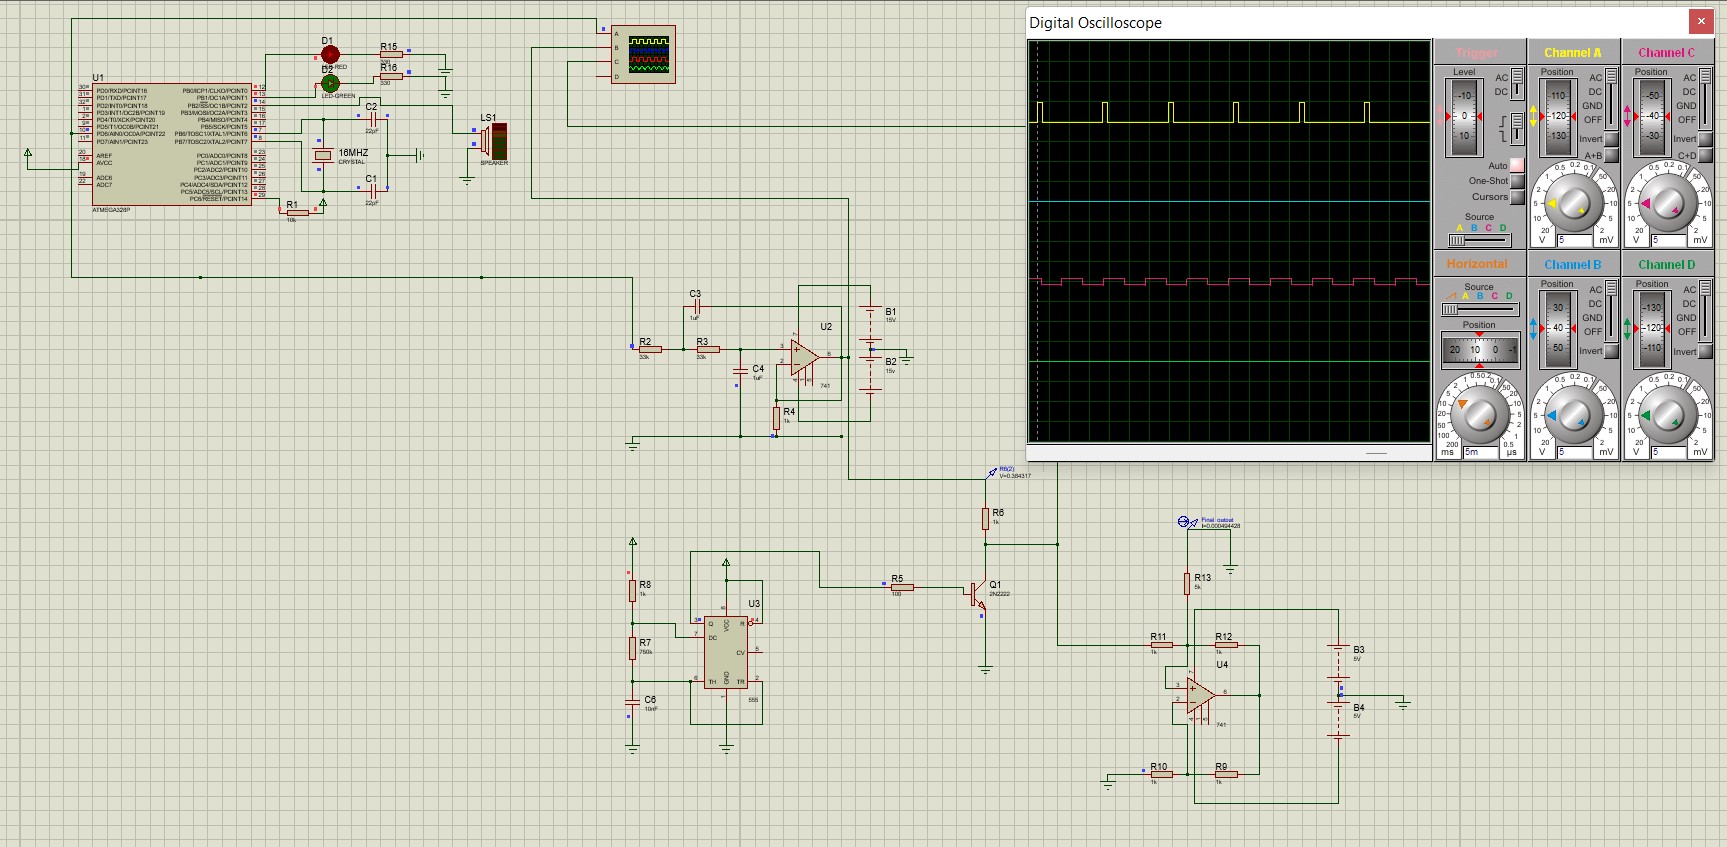 Digital Oscilloscope
Trigger
Level
-10
0
10
AC
DC
Auto
One-Shot
Cursors
Source
A B C D
Channel A
Position
-110
-120
-130
AC
DC
GND
OFF
Invert
A+B
V 5 mV
Channel C
Position
-50
-40
-30
AC
DC
GND
OFF
Invert
C+D
V 5 mV
Horizontal
Source
A B C D
Position
20 10 0 -1
ms 5m µs
Channel B
Position
30
40
50
AC
DC
GND
OFF
Invert
V 5 mV
Channel D
Position
-130
-120
-110
AC
DC
GND
OFF
Invert
V 5 mV
A
B
C
D
D1
LED-RED
R15
330
D2
LED-GREEN
R16
330
U1
PD0/RXD/PCINT16
PD1/TXD/PCINT17
PD2/INT0/PCINT18
PD3/INT1/OC2B/PCINT19
PD4/T0/XCK/PCINT20
PD5/T1/OC0B/PCINT21
PD6/AIN0/OC0A/PCINT22
PD7/AIN1/PCINT23
AREF
AVCC
ADC6
ADC7
PB0/ICP1/CLKO/PCINT0
PB1/OC1A/PCINT1
PB2/SS/OC1B/PCINT2
PB3/MOSI/OC2A/PCINT3
PB4/MISO/PCINT4
PB5/SCK/PCINT5
PB6/TOSC1/XTAL1/PCINT6
PB7/TOSC2/XTAL2/PCINT7
PC0/ADC0/PCINT8
PC1/ADC1/PCINT9
PC2/ADC2/PCINT10
PC3/ADC3/PCINT11
PC4/ADC4/SDA/PCINT12
PC5/ADC5/SCL/PCINT13
PC6/RESET/PCINT14
ATMEGA328P
C2
22pF
16MHZ
CRYSTAL
C1
22pF
R1
10k
LS1
SPEAKER
C3
1uF
R2
33k
R3
33k
C4
1uF
R4
1k
U2
741
B1
15V
B2
15v
R6(2)
V=0.384317
R6
1k
Q1
2N2222
R5
100
R8
1k
R7
750k
C6
10nF
U3
Q
DC
TH
VCC
GND
R
CV
TR
555
Final output
I=0.000494428
R13
5k
R11
1k
R12
1k
U4
741
B3
5V
B4
5V
R10
1k
R9
1k